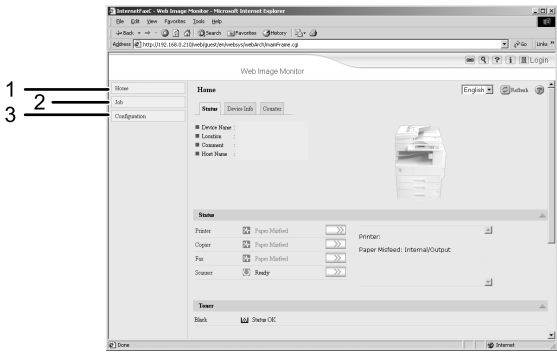 InternetFaxC - Web Image Monitor - Microsoft Internet Explorer
File Edit View Favorites Tools Help
Back Search Favorites History
Address http://192.168.0.210/web/guest/en/websys/webArch/mainFrame.cgi Go Links »
Login
Web Image Monitor
1 Home
2 Job
3 Configuration
Home English Refresh
Status Device Info Counter
Device Name :
Location :
Comment :
Host Name :
Status
Printer Paper Misfeed
Copier Paper Misfeed
Fax Paper Misfeed
Scanner Ready
Printer:
Paper Misfeed: Internal/Output
Toner
Black Status OK
Done Internet